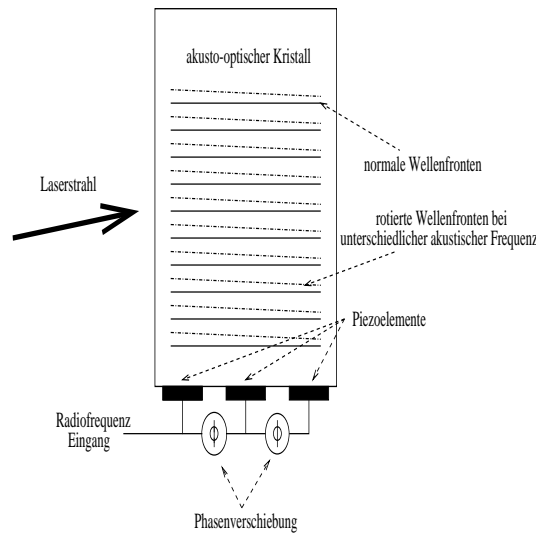 akusto-optischer Kristall
normale Wellenfronten
Laserstrahl
rotierte Wellenfronten bei
unterschiedlicher akustischer Frequenz
Piezoelemente
Radiofrequenz
Eingang
Phasenverschiebung